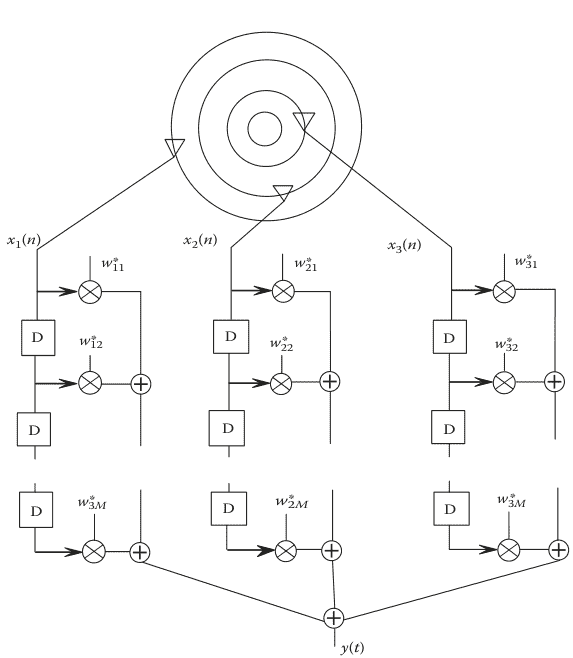 x₁(n) x₂(n) x₃(n)
w*₁₁ w*₂₁ w*₃₁
D D D
w*₁₂ w*₂₂ w*₃₂
D D D
D w*₃M D w*₂M D w*₃M
y(t)